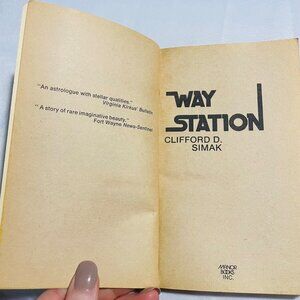 "An astrologue with stellar qualities."
Virginia Kirkus' Bulletin
"A story of rare imaginative beauty."
Fort Wayne News-Sentinel
WAY
STATION
CLIFFORD D.
SIMAK
MANOR
BOOKS
INC.